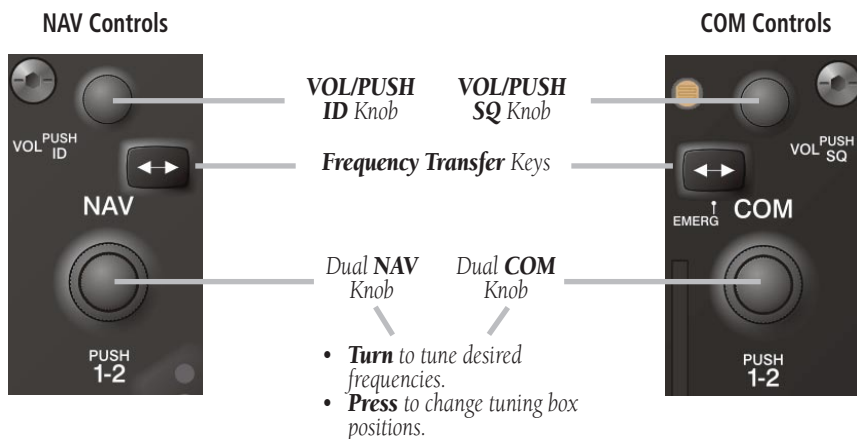 NAV Controls
COM Controls
VOL PUSH ID
NAV
PUSH
1-2
VOL/PUSH
ID Knob
VOL/PUSH
SQ Knob
Frequency Transfer Keys
Dual NAV
Knob
Dual COM
Knob
• Turn to tune desired
frequencies.
• Press to change tuning box
positions.
VOL PUSH SQ
EMERG
COM
PUSH
1-2